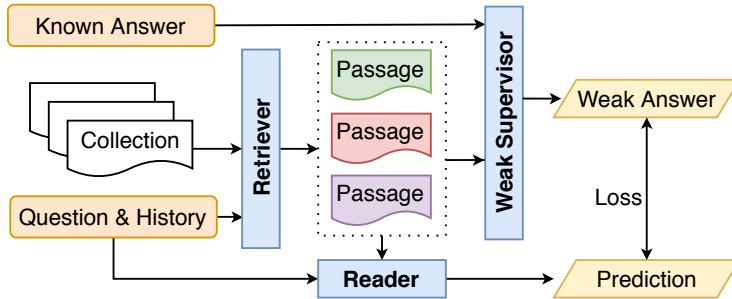 Known Answer
Collection
Question & History
Retriever
Passage
Passage
Passage
Reader
Weak Supervisor
Weak Answer
Loss
Prediction